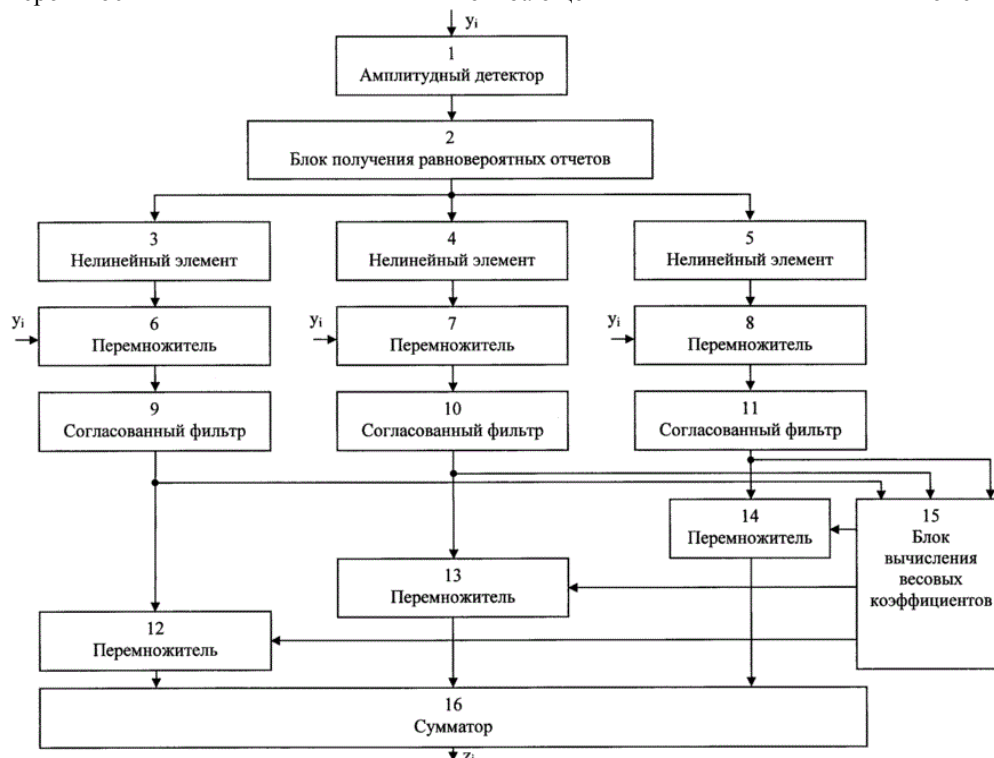 yᵢ
1
Амплитудный детектор
2
Блок получения равновероятных отчетов
3
Нелинейный элемент
4
Нелинейный элемент
5
Нелинейный элемент
yᵢ
6
Перемножитель
yᵢ
7
Перемножитель
yᵢ
8
Перемножитель
9
Согласованный фильтр
10
Согласованный фильтр
11
Согласованный фильтр
14
Перемножитель
15
Блок
вычисления
весовых
коэффициентов
13
Перемножитель
12
Перемножитель
16
Сумматор